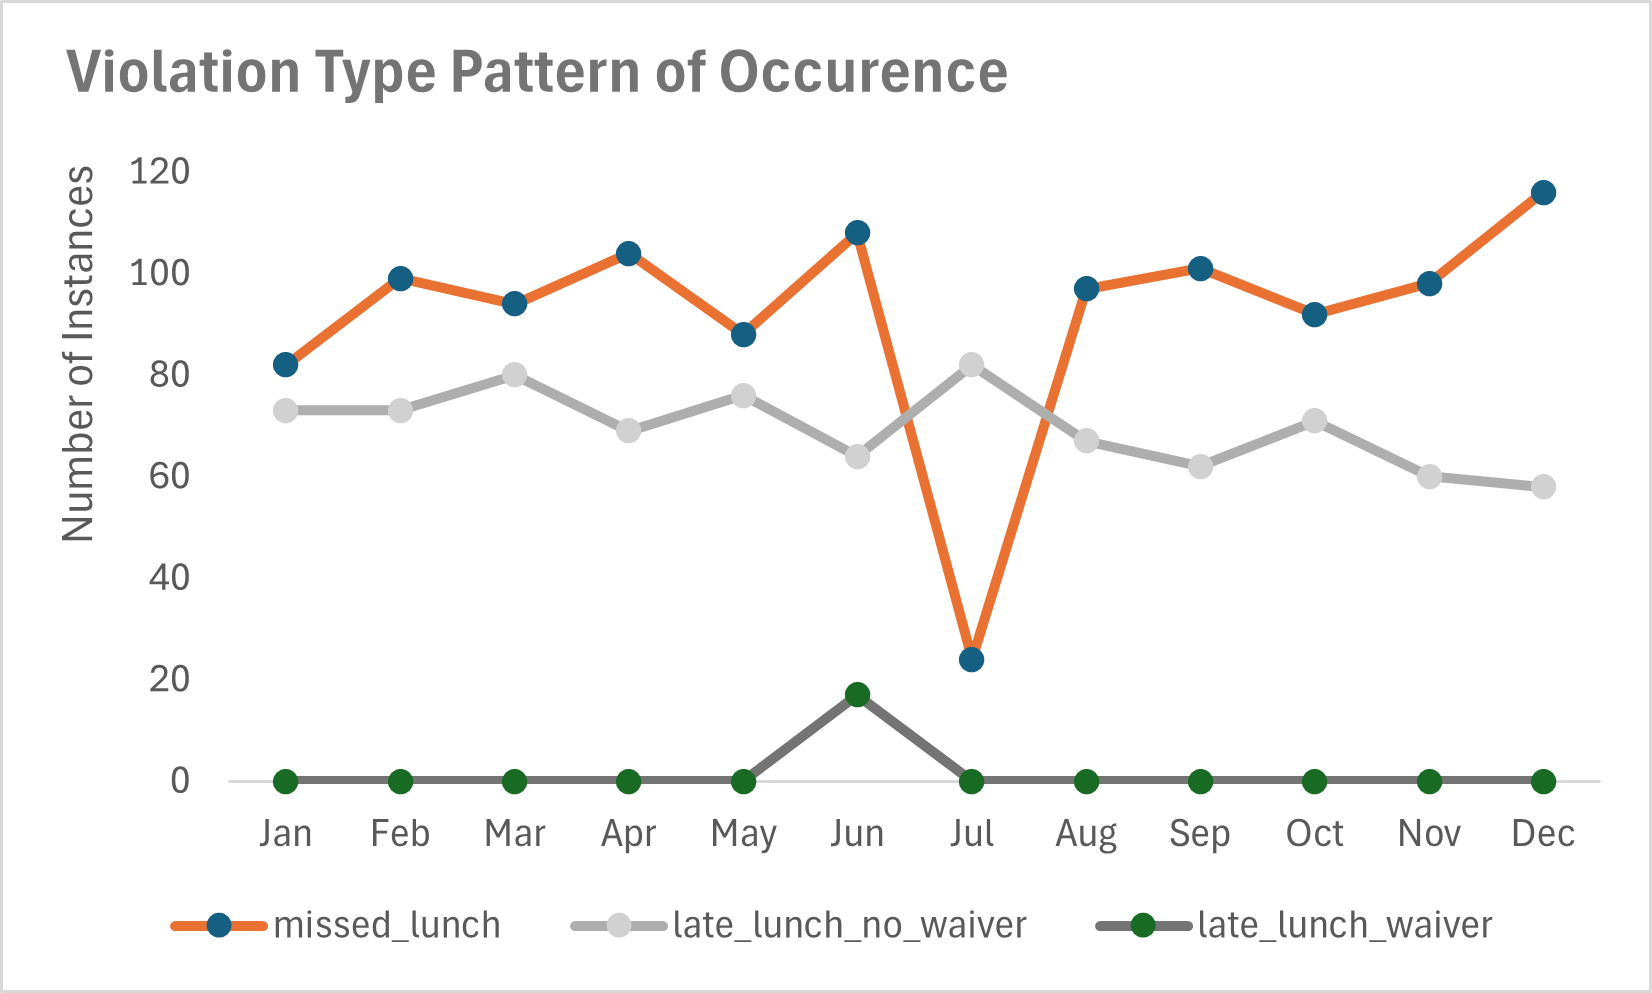 Violation Type Pattern of Occurence
Number of Instances
120
100
80
60
40
20
0
Jan Feb Mar Apr May Jun Jul Aug Sep Oct Nov Dec
missed_lunch late_lunch_no_waiver late_lunch_waiver